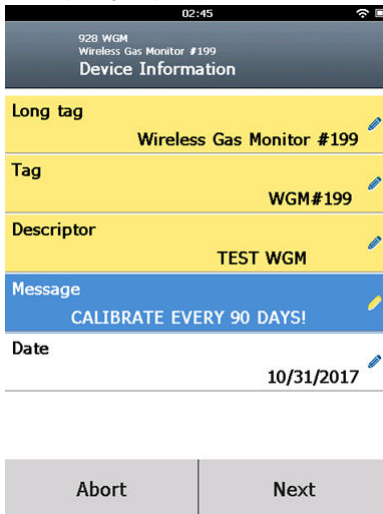 02:45
928 WGM
Wireless Gas Monitor #199
Device Information
Long tag
Wireless Gas Monitor #199
Tag
WGM#199
Descriptor
TEST WGM
Message
CALIBRATE EVERY 90 DAYS!
Date
10/31/2017
Abort
Next